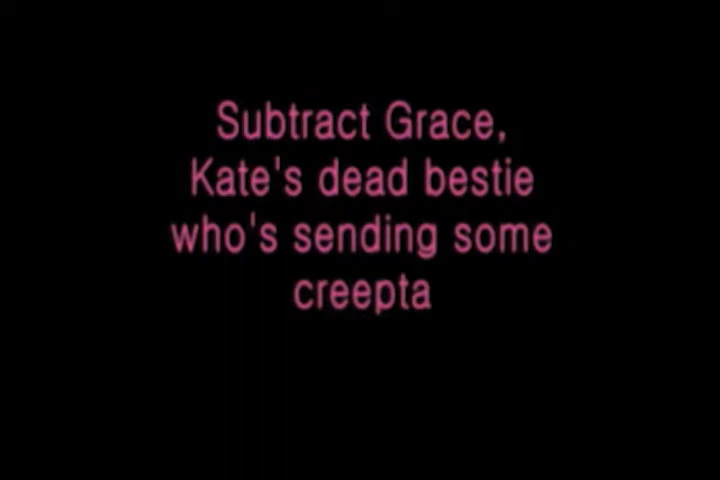 Subtract Grace,
Kate's dead bestie
who's sending some
creepta